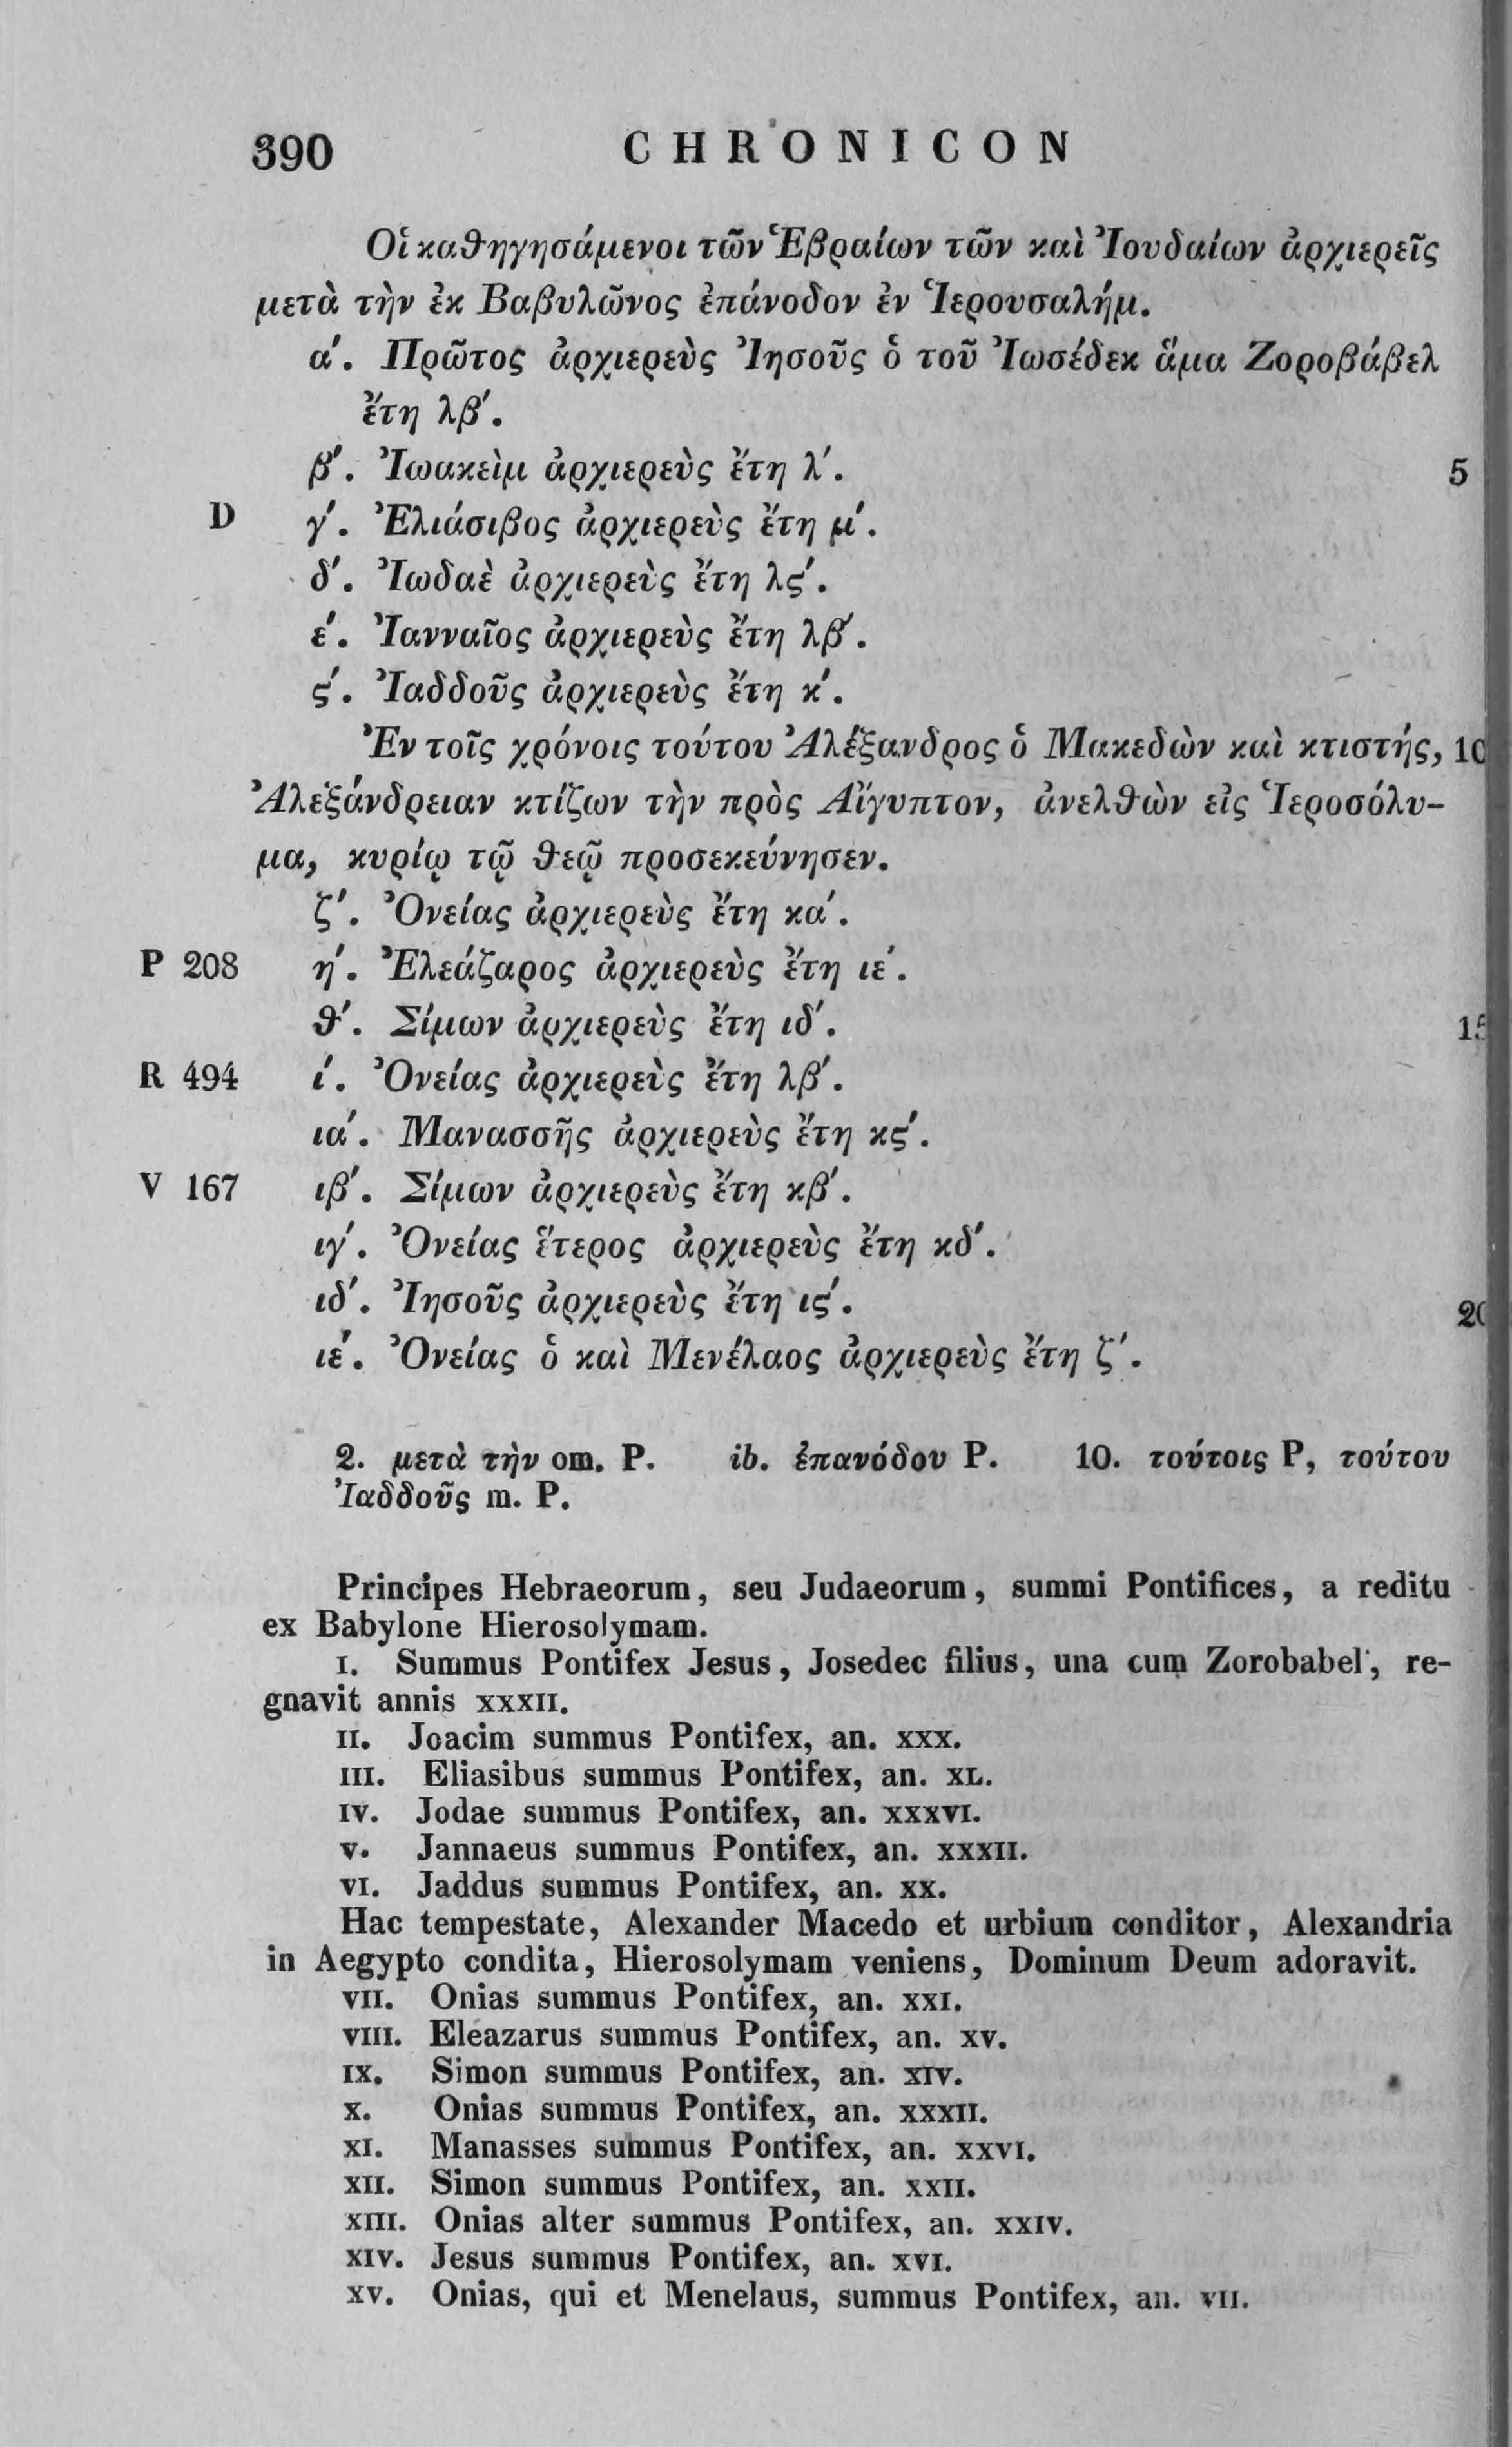 390 CHRONICON
Οἱ καθηγησάμενοι τῶν Ἑβραίων τῶν καὶ Ἰουδαίων ἀρχιερεῖς
μετὰ τὴν ἐκ Βαβυλῶνος ἐπάνοδον ἐν Ἱερουσαλήμ.
α΄. Πρῶτος ἀρχιερεὺς Ἰησοῦς ὁ τοῦ Ἰωσέδεκ ἅμα Ζοροβάβελ
ἔτη λβ΄.
β΄. Ἰωακεὶμ ἀρχιερεὺς ἔτη λ΄. 5
D γ΄. Ἐλιάσιβος ἀρχιερεὺς ἔτη μ΄.
δ΄. Ἰωδαὲ ἀρχιερεὺς ἔτη λς΄.
ε΄. Ἰανναῖος ἀρχιερεὺς ἔτη λβ΄.
ς΄. Ἰαδδοῦς ἀρχιερεὺς ἔτη κ΄.
Ἐν τοῖς χρόνοις τούτου Ἀλέξανδρος ὁ Μακεδὼν καὶ κτιστής, 10
Ἀλεξάνδρειαν κτίζων τὴν πρὸς Αἴγυπτον, ἀνελθὼν εἰς Ἱεροσόλυ-
μα, κυρίῳ τῷ θεῷ προσεκεύνησεν.
ζ΄. Ὀνείας ἀρχιερεὺς ἔτη κα΄.
P 208 η΄. Ἐλεάζαρος ἀρχιερεὺς ἔτη ιε΄.
θ΄. Σίμων ἀρχιερεὺς ἔτη ιδ΄. 15
R 494 ί. Ὀνείας ἀρχιερεὺς ἔτη λβ΄.
ια΄. Μανασσῆς ἀρχιερεὺς ἔτη κς΄.
V 167 ιβ΄. Σίμων ἀρχιερεὺς ἔτη κβ΄.
ιγ΄. Ὀνείας ἕτερος ἀρχιερεὺς ἔτη κδ΄.
ιδ΄. Ἰησοῦς ἀρχιερεὺς ἔτη ις΄. 20
ιε΄. Ὀνείας ὁ καὶ Μενέλαος ἀρχιερεὺς ἔτη ζ΄.
2. μετὰ τὴν om. P. ib. ἐπανόδου P. 10. τούτοις P, τούτου
Ἰαδδοῦς m. P.
Principes Hebraeorum, seu Judaeorum, summi Pontifices, a reditu
ex Babylone Hierosolymam.
I. Summus Pontifex Jesus, Josedec filius, una cum Zorobabel, re-
gnavit annis XXXII.
II. Joacim summus Pontifex, an. XXX.
III. Eliasibus summus Pontifex, an. XL.
IV. Jodae summus Pontifex, an. XXXVI.
V. Jannaeus summus Pontifex, an. XXXII.
VI. Jaddus summus Pontifex, an. XX.
Hac tempestate, Alexander Macedo et urbium conditor, Alexandria
in Aegypto condita, Hierosolymam veniens, Dominum Deum adoravit.
VII. Onias summus Pontifex, an. XXI.
VIII. Eleazarus summus Pontifex, an. XV.
IX. Simon summus Pontifex, an. XIV.
X. Onias summus Pontifex, an. XXXII.
XI. Manasses summus Pontifex, an. XXVI.
XII. Simon summus Pontifex, an. XXII.
XIII. Onias alter summus Pontifex, an. XXIV.
XIV. Jesus summus Pontifex, an. XVI.
XV. Onias, qui et Menelaus, summus Pontifex, an. VII.